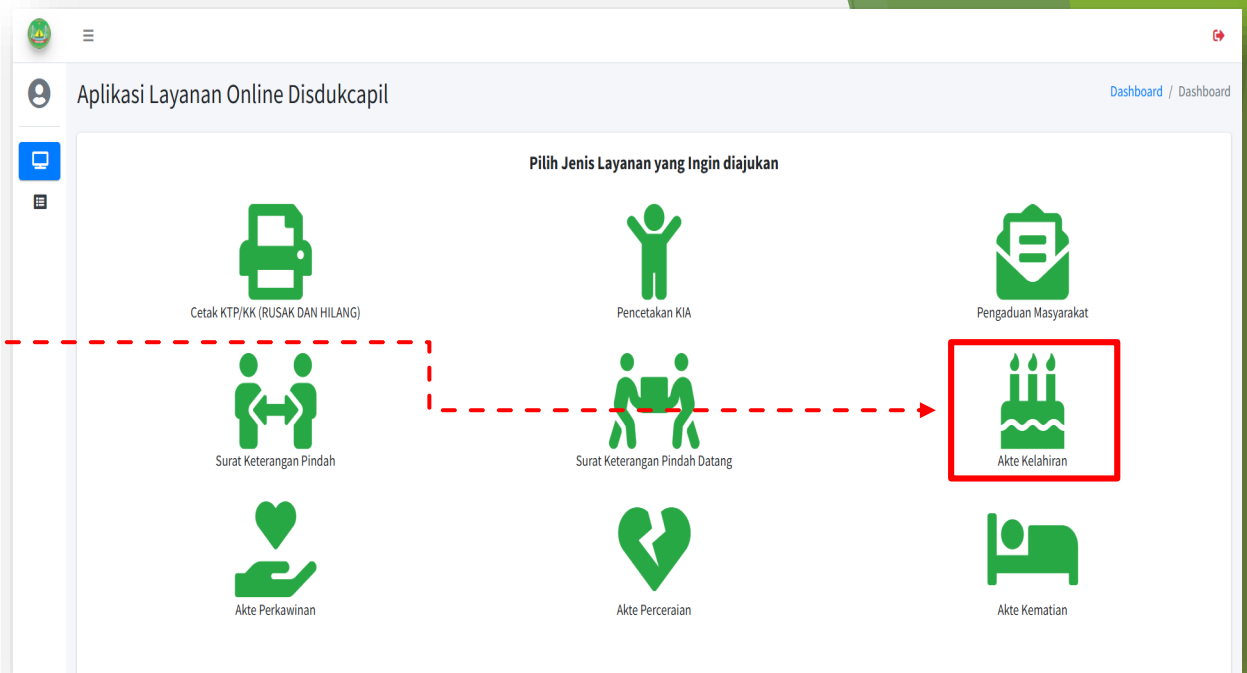 Aplikasi Layanan Online Disdukcapil
Dashboard / Dashboard
Pilih Jenis Layanan yang Ingin diajukan
Cetak KTP/KK (RUSAK DAN HILANG)
Pencetakan KIA
Pengaduan Masyarakat
Surat Keterangan Pindah
Surat Keterangan Pindah Datang
Akte Kelahiran
Akte Perkawinan
Akte Perceraian
Akte Kematian